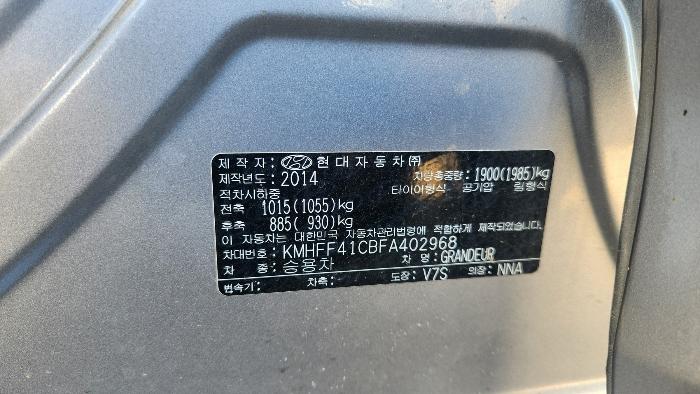 제 작 자 : HYUNDAI 현대자동차㈜
제작년도 : 2014 차량총중량 : 1900(1985)kg
적차시하중 타이어형식 공기압 림형식
전축 1015(1055)kg
후축 885( 930)kg
이 자동차는 대한민국 자동차관리법령에 적합하게 제작되었습니다.
차대번호 : KMHFF41CBFA402968
차 종 : 승용차 차 명 : GRANDEUR
변속기 : 차축 : 도장 : V7S 의장 : NNA